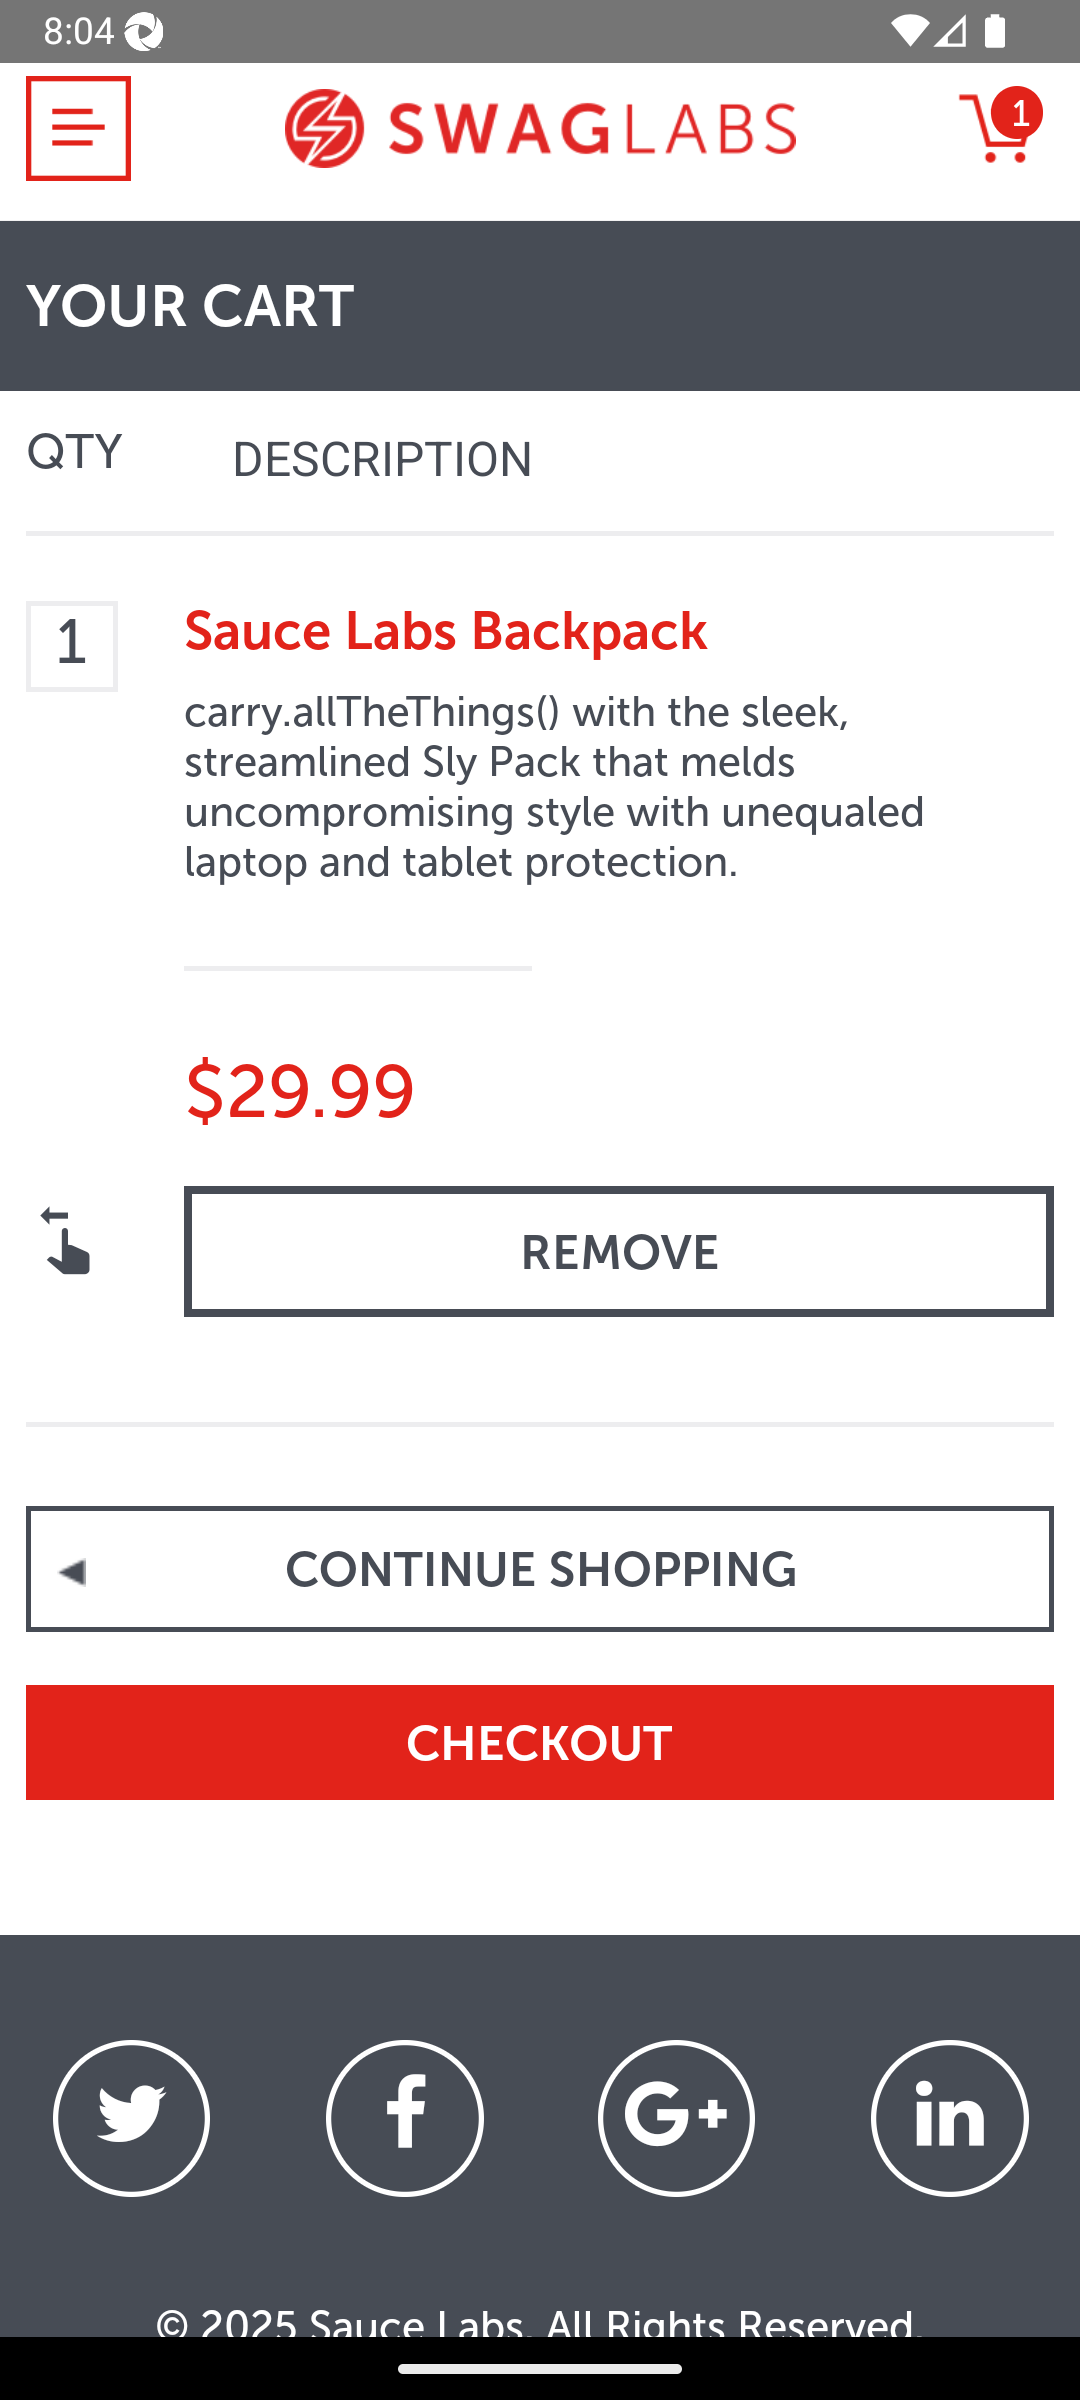 8:04
SWAGLABS
1
YOUR CART
QTY
DESCRIPTION
1
Sauce Labs Backpack
carry.allTheThings() with the sleek,
streamlined Sly Pack that melds
uncompromising style with unequaled
laptop and tablet protection.
$29.99
REMOVE
CONTINUE SHOPPING
CHECKOUT
f
G+
in
© 2025 Sauce Labs. All Rights Reserved.